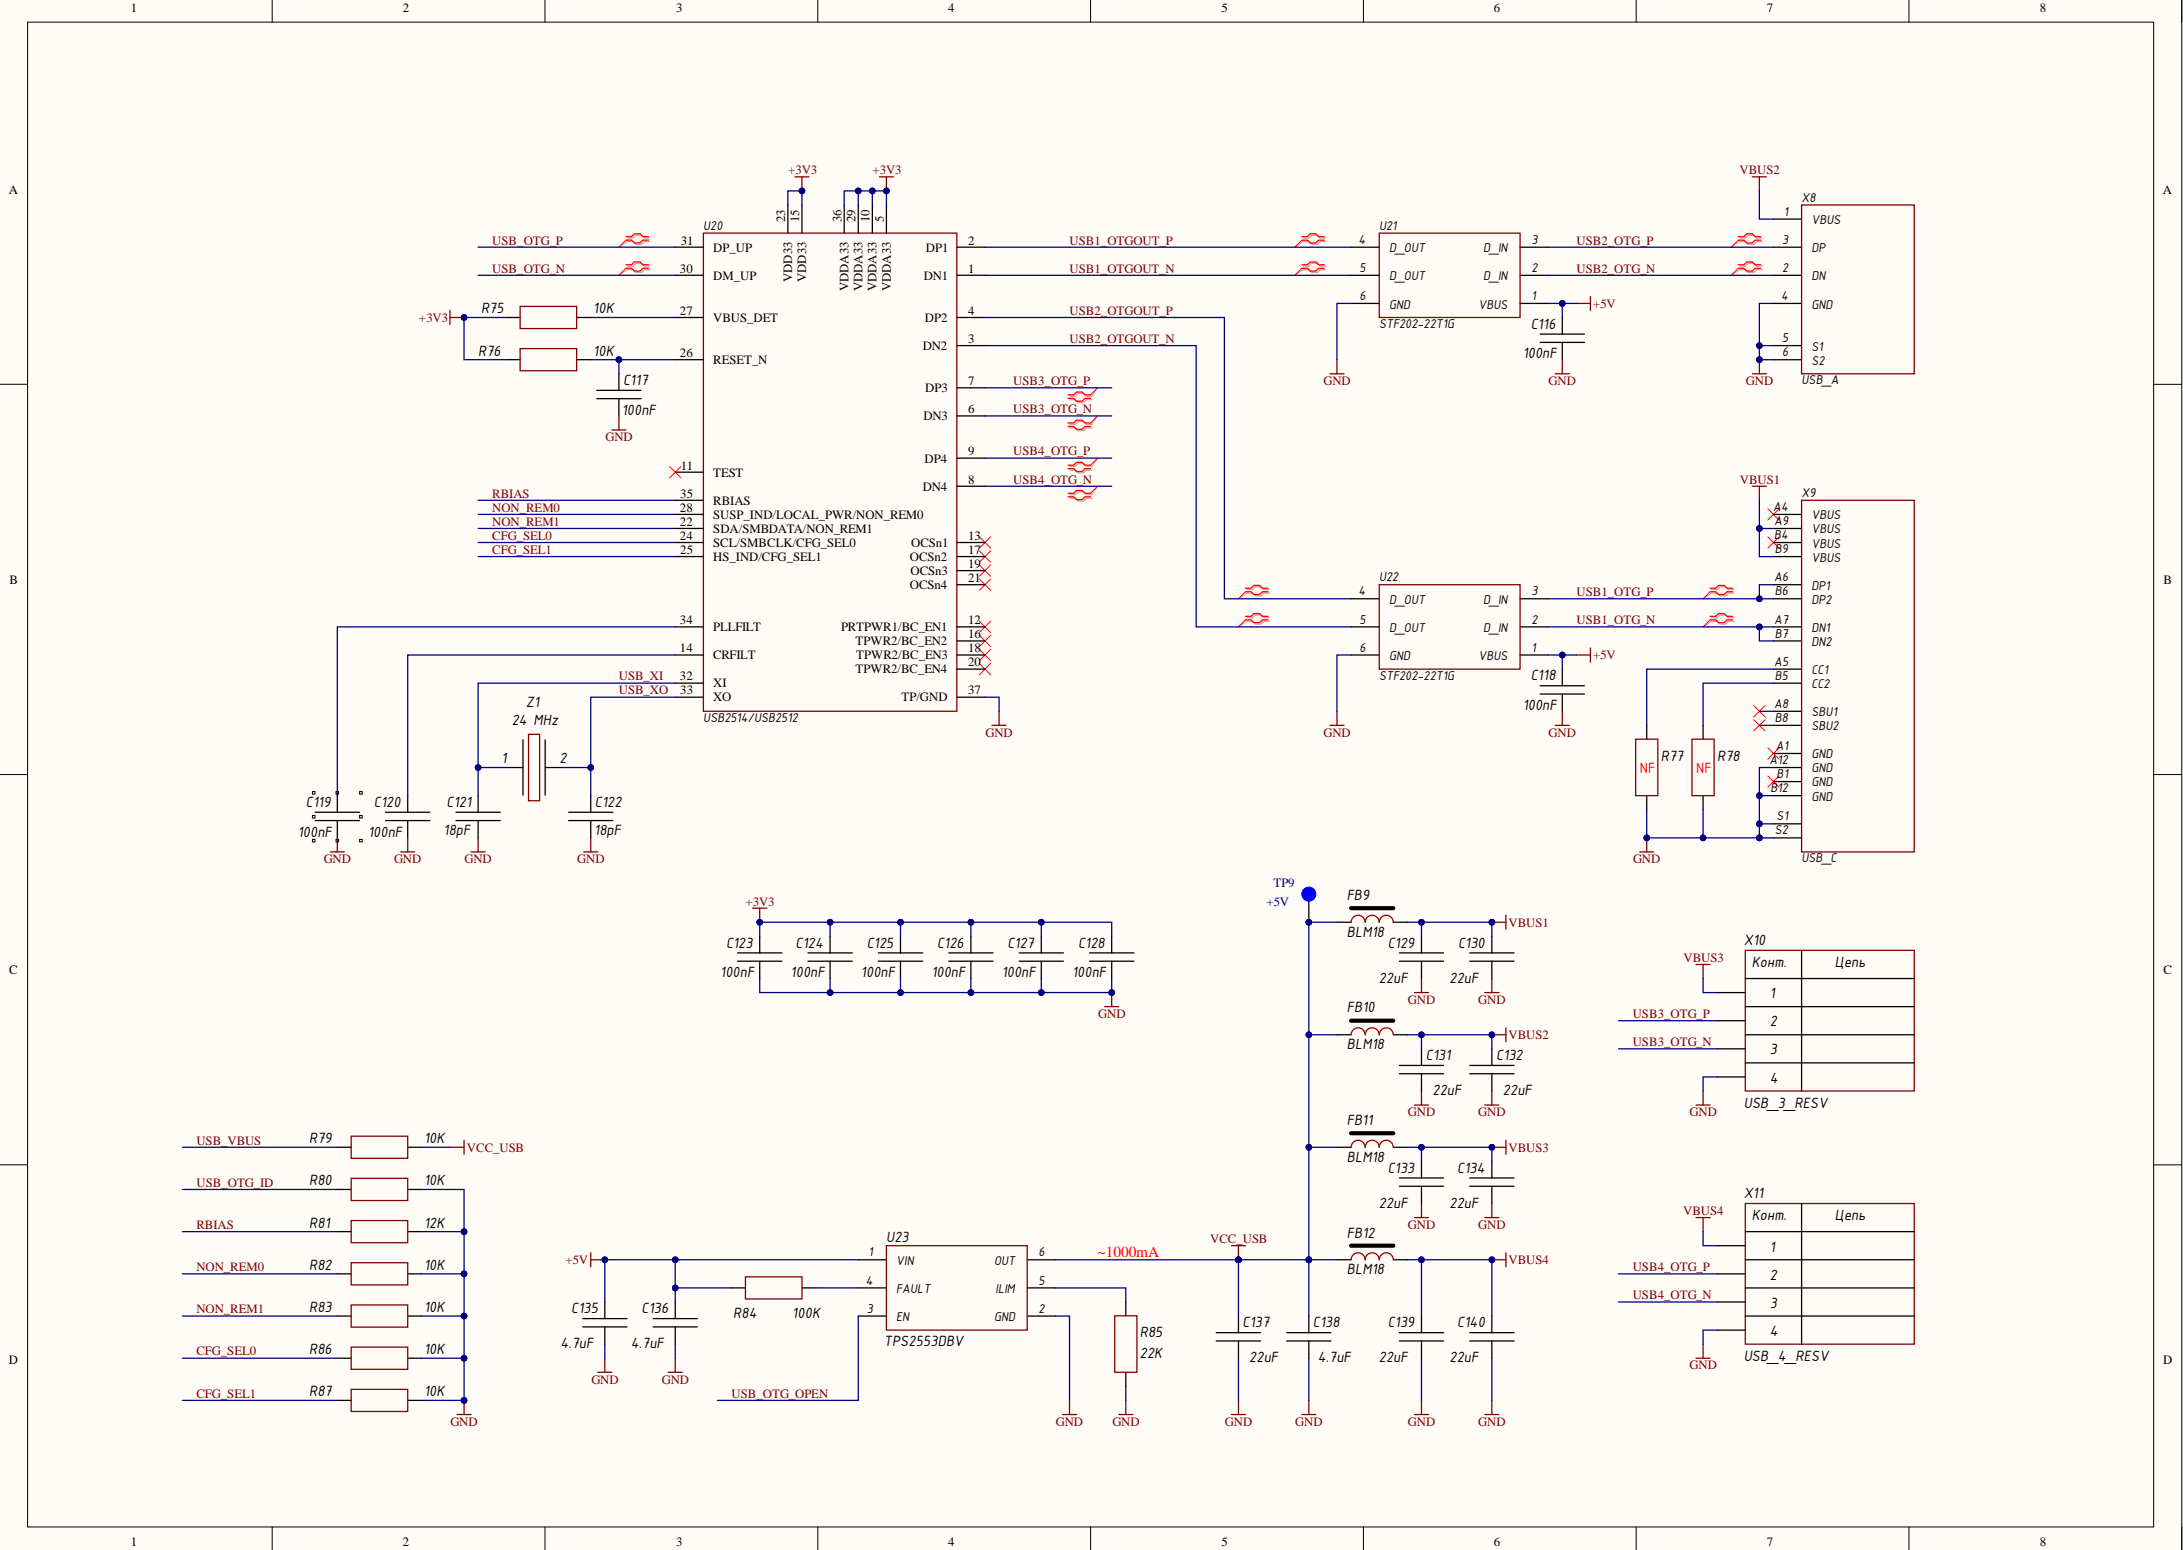 1 2 3 4 5 6 7 8
A A
B B
C C
D D
+3V3 +3V3
23 15 36 29 10 5
VDD33 VDD33 VDDA33 VDDA33 VDDA33 VDDA33
U20
USB_OTG_P 31 DP_UP
USB_OTG_N 30 DM_UP
+3V3 R75 10K 27 VBUS_DET
R76 10K 26 RESET_N
C117
100nF
GND
11 TEST
RBIAS 35 RBIAS
NON_REM0 28 SUSP_IND/LOCAL_PWR/NON_REM0
NON_REM1 22 SDA/SMBDATA/NON_REM1
CFG_SEL0 24 SCL/SMBCLK/CFG_SEL0
CFG_SEL1 25 HS_IND/CFG_SEL1
34 PLLFILT
14 CRFILT
USB_XI 32 XI
USB_XO 33 XO
USB2514/USB2512
DP1 2 USB1_OTGOUT_P
DN1 1 USB1_OTGOUT_N
DP2 4 USB2_OTGOUT_P
DN2 3 USB2_OTGOUT_N
DP3 7 USB3_OTG_P
DN3 6 USB3_OTG_N
DP4 9 USB4_OTG_P
DN4 8 USB4_OTG_N
OCSn1 13
OCSn2 17
OCSn3 19
OCSn4 21
PRTPWR1/BC_EN1 12
TPWR2/BC_EN2 16
TPWR2/BC_EN3 18
TPWR2/BC_EN4 20
TP/GND 37
GND
Z1
24 MHz
1 2
C119 C120 C121 C122
100nF 100nF 18pF 18pF
GND GND GND GND
U21
4 D_OUT D_IN 3 USB2_OTG_P
5 D_OUT D_IN 2 USB2_OTG_N
6 GND VBUS 1 +5V
STF202-22T1G
C116
100nF
GND GND
VBUS2
X8
1 VBUS
3 DP
2 DN
4 GND
5 S1
6 S2
GND USB_A
U22
4 D_OUT D_IN 3 USB1_OTG_P
5 D_OUT D_IN 2 USB1_OTG_N
6 GND VBUS 1 +5V
STF202-22T1G
C118
100nF
GND GND
VBUS1
X9
A4 VBUS
A9 VBUS
B4 VBUS
B9 VBUS
A6 DP1
B6 DP2
A7 DN1
B7 DN2
A5 CC1
B5 CC2
A8 SBU1
B8 SBU2
A1 GND
A12 GND
B1 GND
B12 GND
S1
S2
USB_C
R77 R78
NF NF
GND
+3V3
C123 C124 C125 C126 C127 C128
100nF 100nF 100nF 100nF 100nF 100nF
GND
TP9
+5V
FB9
BLM18
VBUS1
C129 C130
22uF 22uF
GND GND
FB10
BLM18
VBUS2
C131 C132
22uF 22uF
GND GND
FB11
BLM18
VBUS3
C133 C134
22uF 22uF
GND GND
FB12
BLM18
VBUS4
C137 C138 C139 C140
22uF 4.7uF 22uF 22uF
GND GND GND GND
X10
VBUS3 Конт. Цепь
1
USB3_OTG_P 2
USB3_OTG_N 3
4
GND USB_3_RESV
X11
VBUS4 Конт. Цепь
1
USB4_OTG_P 2
USB4_OTG_N 3
4
GND USB_4_RESV
USB_VBUS R79 10K VCC_USB
USB_OTG_ID R80 10K
RBIAS R81 12K
NON_REM0 R82 10K
NON_REM1 R83 10K
CFG_SEL0 R86 10K
CFG_SEL1 R87 10K
GND
U23
+5V 1 VIN OUT 6 ~1000mA VCC_USB
4 FAULT ILIM 5
3 EN GND 2
TPS2553DBV
R84 100K
C135 C136
4.7uF 4.7uF
GND GND
USB_OTG_OPEN
R85
22K
GND GND
1 2 3 4 5 6 7 8